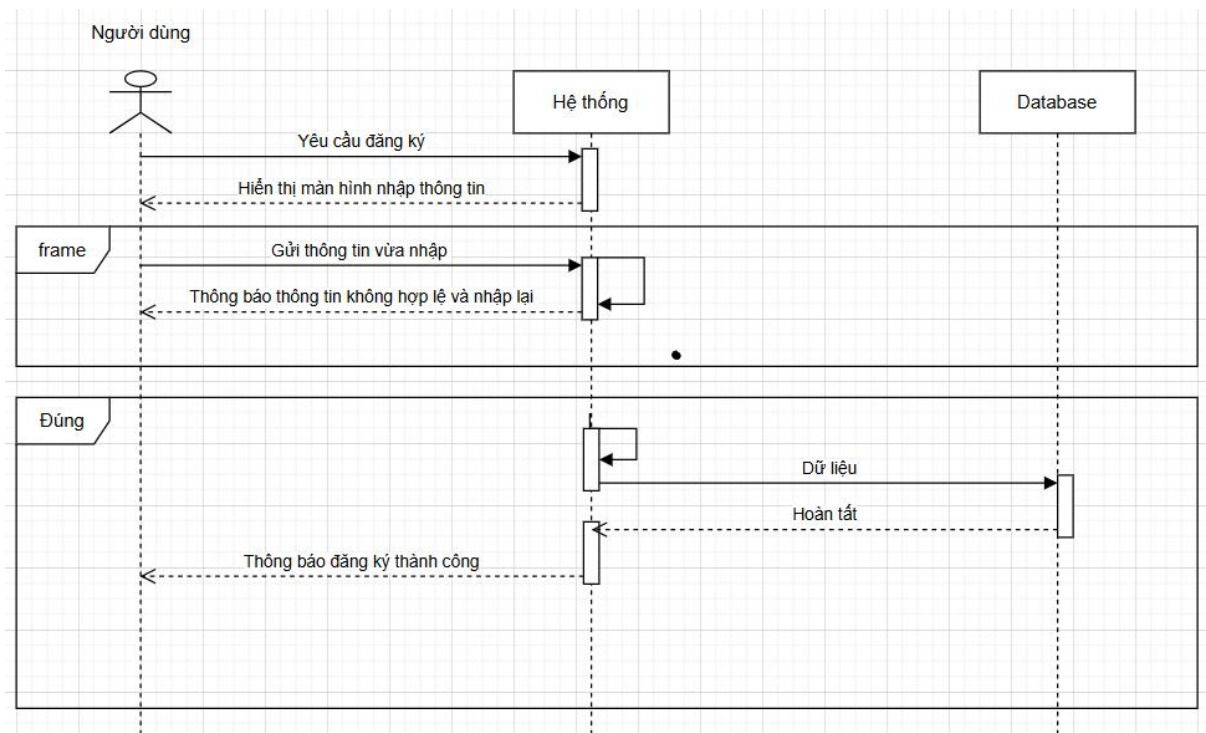 Người dùng
Hệ thống
Database
Yêu cầu đăng ký
Hiển thị màn hình nhập thông tin
frame
Gửi thông tin vừa nhập
Thông báo thông tin không hợp lệ và nhập lại
Đúng
Dữ liệu
Hoàn tất
Thông báo đăng ký thành công